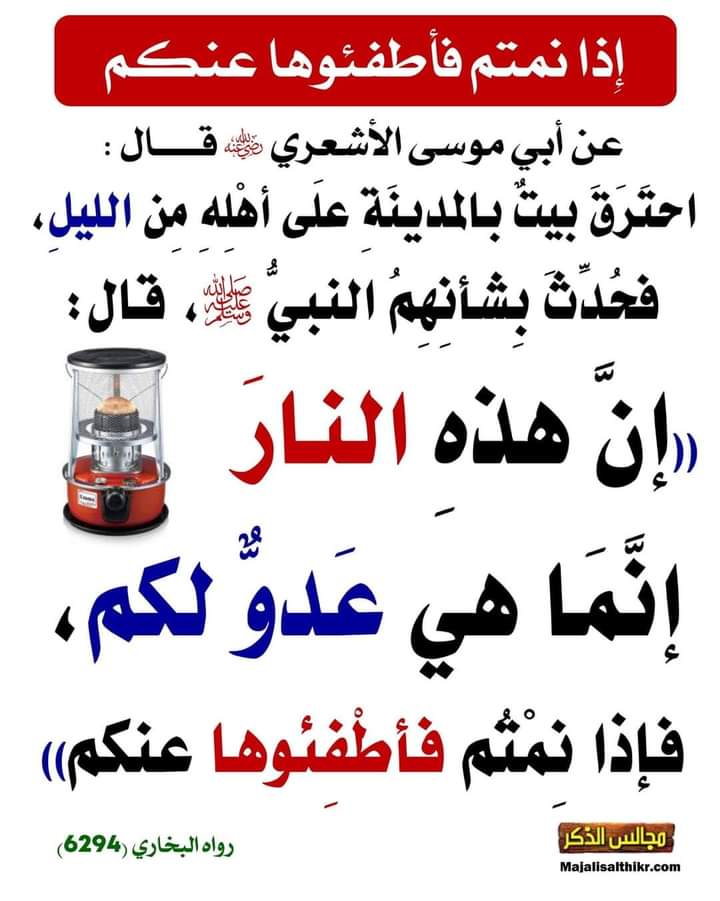 إذا نمتم فأطفئوها عنكم
عن أبي موسى الأشعري رضي الله عنه قــال :
احتَرَقَ بيتٌ بالمدينَةِ علَى أهْلِهِ مِن الليلِ،
فحُدِّثَ بِشأنِهِمُ النبيُّ ﷺ ، قال:
((إنَّ هذهِ النارَ
إنَّمَا هي عَدوٌّ لكم،
فإذا نِمْتُم فأطْفِئوها عنكم))
رواه البخاري (6294)
مجالس الذكر
Majalisalthikr.com